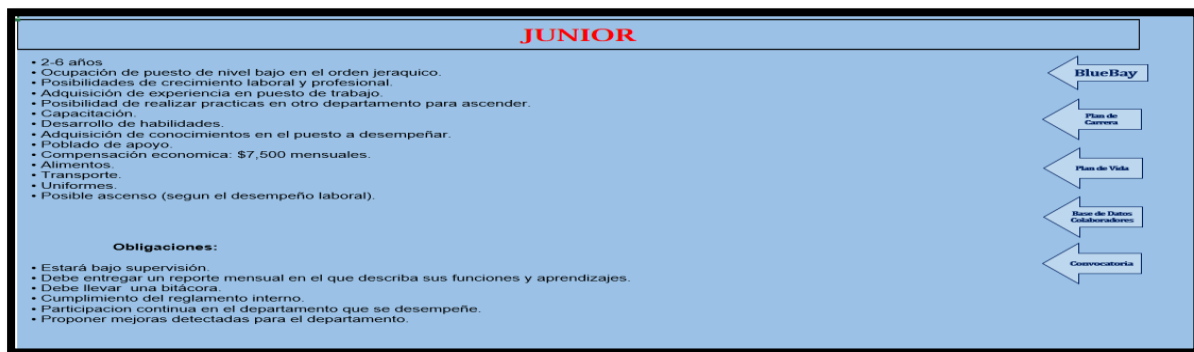 JUNIOR
• 2-6 años
• Ocupación de puesto de nivel bajo en el orden jeraquico.
• Posibilidades de crecimiento laboral y profesional.
• Adquisición de experiencia en puesto de trabajo.
• Posibilidad de realizar practicas en otro departamento para ascender.
• Capacitación.
• Desarrollo de habilidades.
• Adquisición de conocimientos en el puesto a desempeñar.
• Poblado de apoyo.
• Compensación economica: $7,500 mensuales.
• Alimentos.
• Transporte.
• Uniformes.
• Posible ascenso (segun el desempeño laboral).
Obligaciones:
• Estará bajo supervisión.
• Debe entregar un reporte mensual en el que describa sus funciones y aprendizajes.
• Debe llevar una bitácora.
• Cumplimiento del reglamento interno.
• Participacion continua en el departamento que se desempeñe.
• Proponer mejoras detectadas para el departamento.
BlueBay
Plan de
Carrera
Plan de Vida
Base de Datos
Colaboradores
Convocatoria